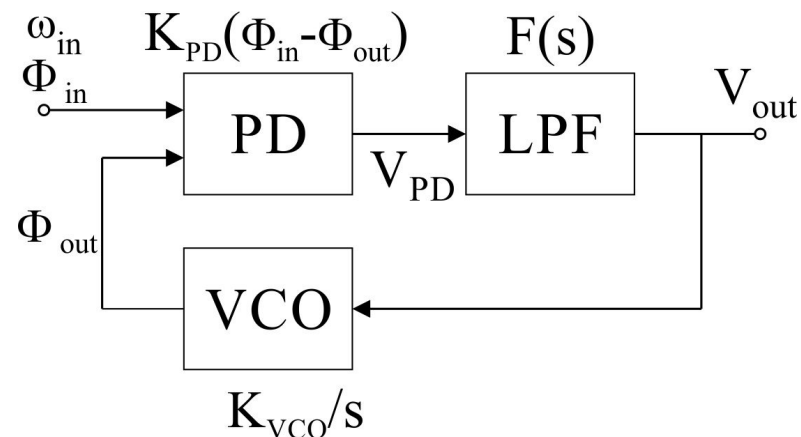 ω_in
Φ_in
K_PD(Φ_in-Φ_out)
F(s)
PD
V_PD
LPF
V_out
Φ_out
VCO
K_VCO/s